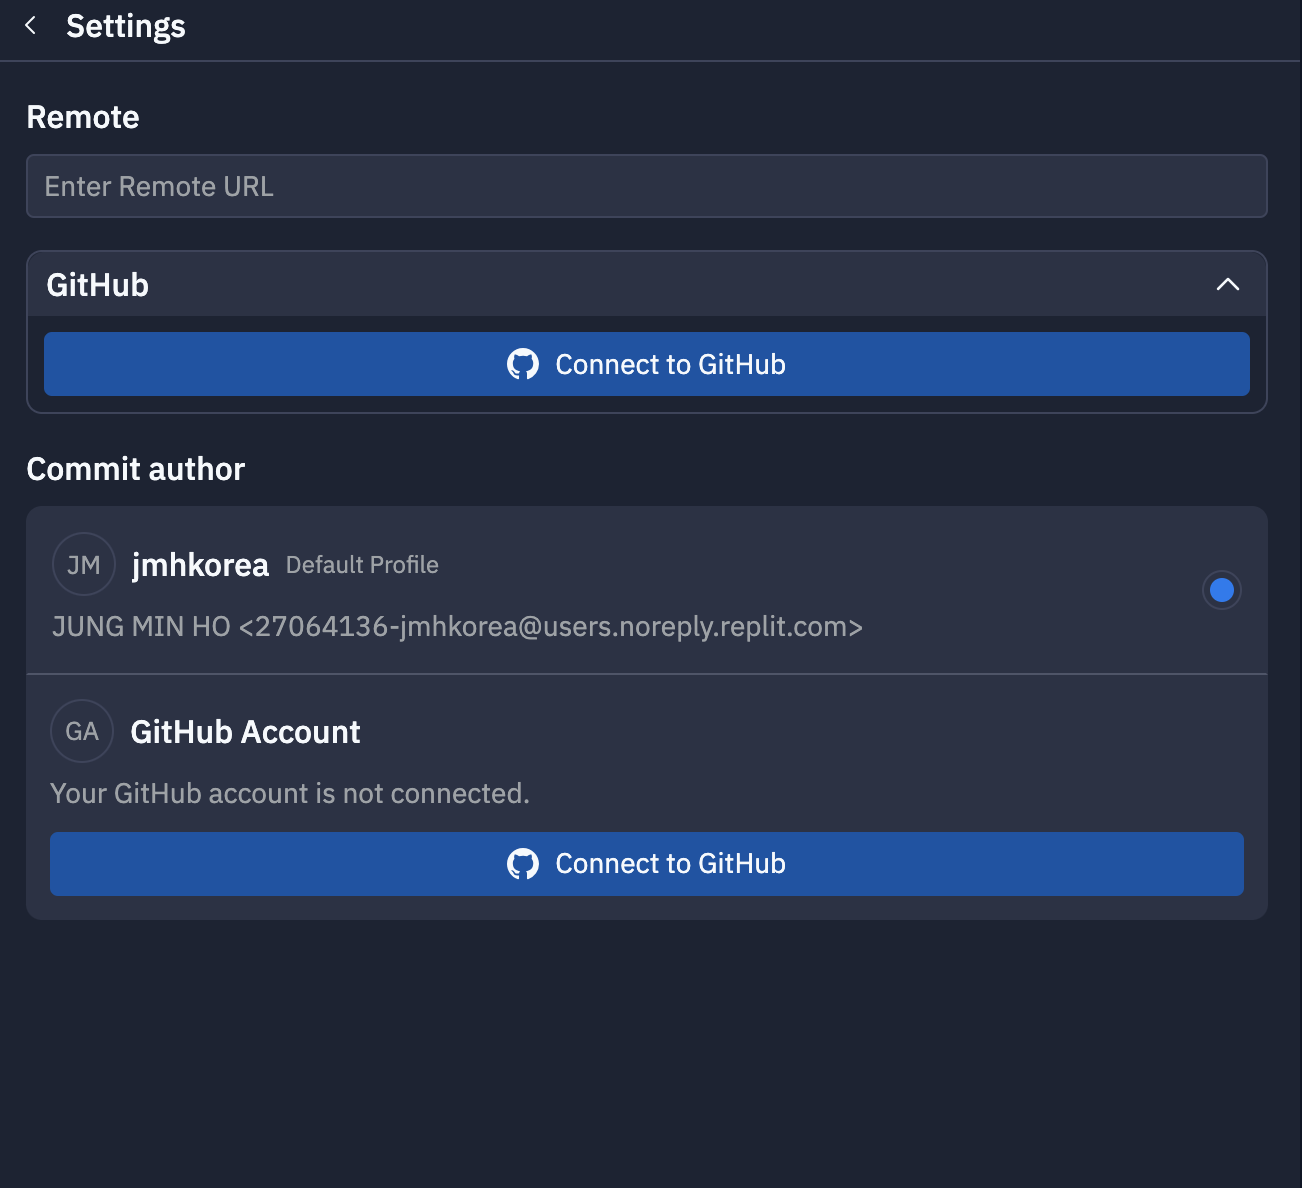 Settings
Remote
Enter Remote URL
GitHub
Connect to GitHub
Commit author
JM jmhkorea Default Profile
JUNG MIN HO <27064136-jmhkorea@users.noreply.replit.com>
GA GitHub Account
Your GitHub account is not connected.
Connect to GitHub